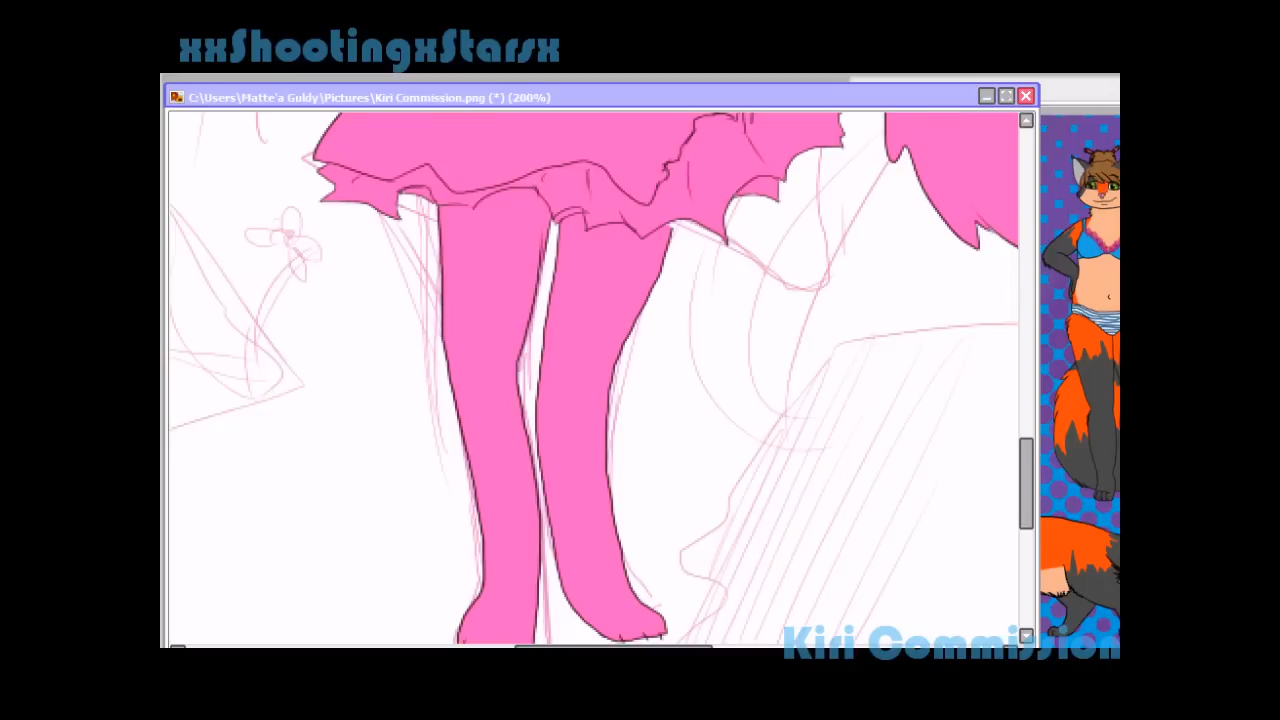 xxShootingxStarsx
C:\Users\Matte'a Guldy\Pictures\Kiri Commission.png (*) (200%)
Kiri Commission